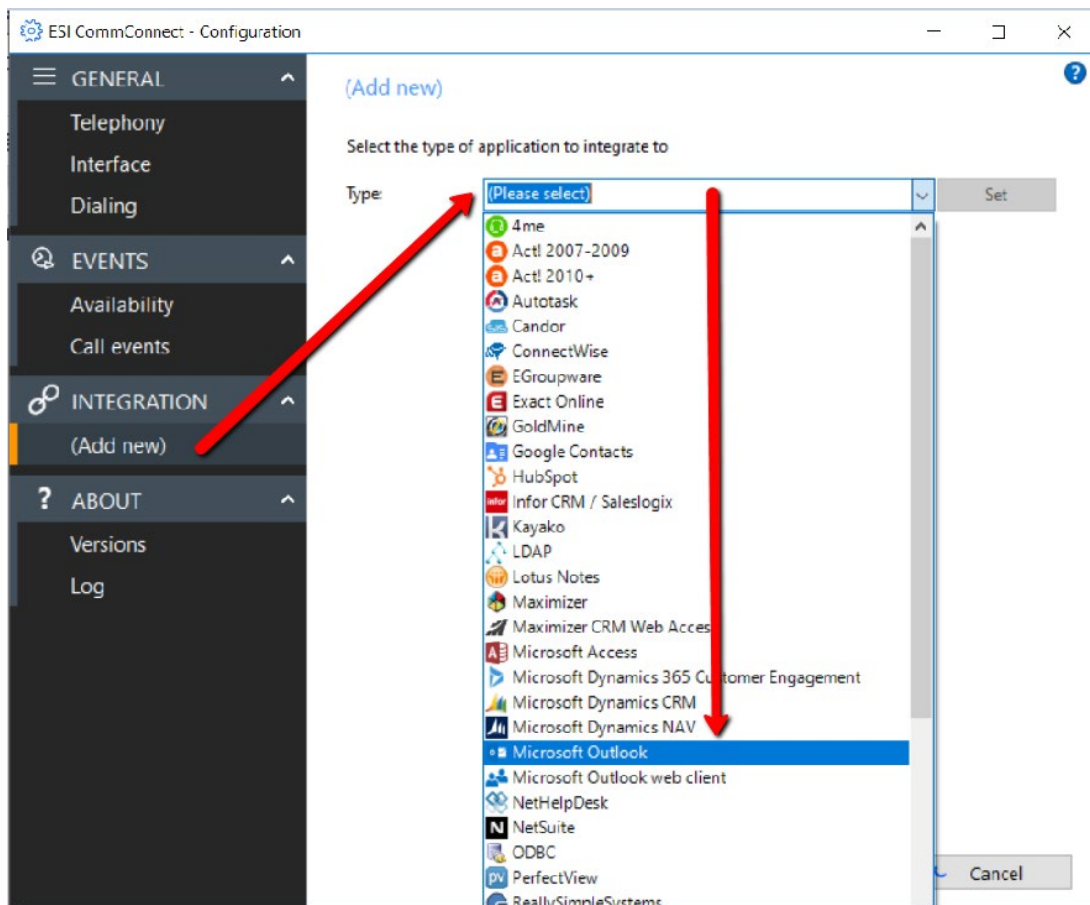 ESI CommConnect - Configuration
GENERAL
Telephony
Interface
Dialing
EVENTS
Availability
Call events
INTEGRATION
(Add new)
ABOUT
Versions
Log
(Add new)
Select the type of application to integrate to
Type:
(Please select)
Set
4me
Act! 2007-2009
Act! 2010+
Autotask
Candor
ConnectWise
EGroupware
Exact Online
GoldMine
Google Contacts
HubSpot
Infor CRM / Saleslogix
Kayako
LDAP
Lotus Notes
Maximizer
Maximizer CRM Web Access
Microsoft Access
Microsoft Dynamics 365 Customer Engagement
Microsoft Dynamics CRM
Microsoft Dynamics NAV
Microsoft Outlook
Microsoft Outlook web client
NetHelpDesk
NetSuite
ODBC
PerfectView
ReallySimpleSystems
Cancel